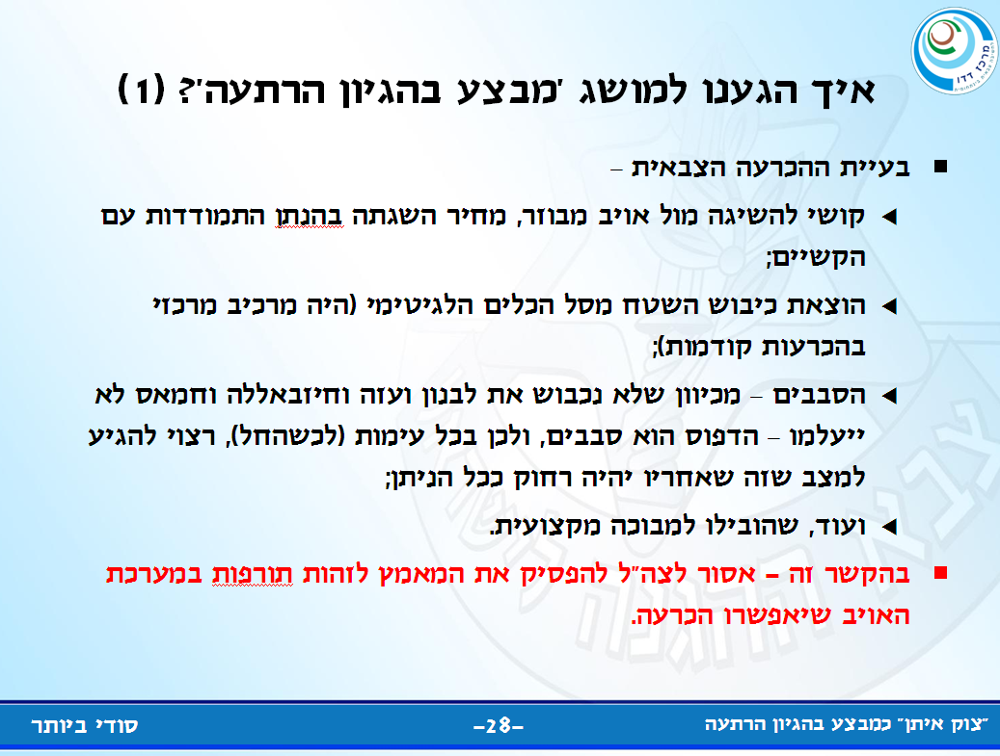 מרכז דדו
איך הגענו למושג 'מבצע בהגיון הרתעה'? (1)
בעיית ההכרעה הצבאית –
קושי להשיגה מול אויב מבוזר, מחיר השגתה בהנתן התמודדות עם
הקשיים;
הוצאת כיבוש השטח מסל הכלים הלגיטימי (היה מרכיב מרכזי
בהכרעות קודמות);
הסבבים – מכיוון שלא נכבוש את לבנון ועזה וחיזבאללה וחמאס לא
ייעלמו – הדפוס הוא סבבים, ולכן בכל עימות (לכשהחל), רצוי להגיע
למצב שזה שאחריו יהיה רחוק ככל הניתן;
ועוד, שהובילו למבוכה מקצועית.
בהקשר זה – אסור לצה"ל להפסיק את המאמץ לזהות תורפות במערכת
האויב שיאפשרו הכרעה.
צבא הגנה לישראל
"צוק איתן" כמבצע בהגיון הרתעה
-28-
סודי ביותר